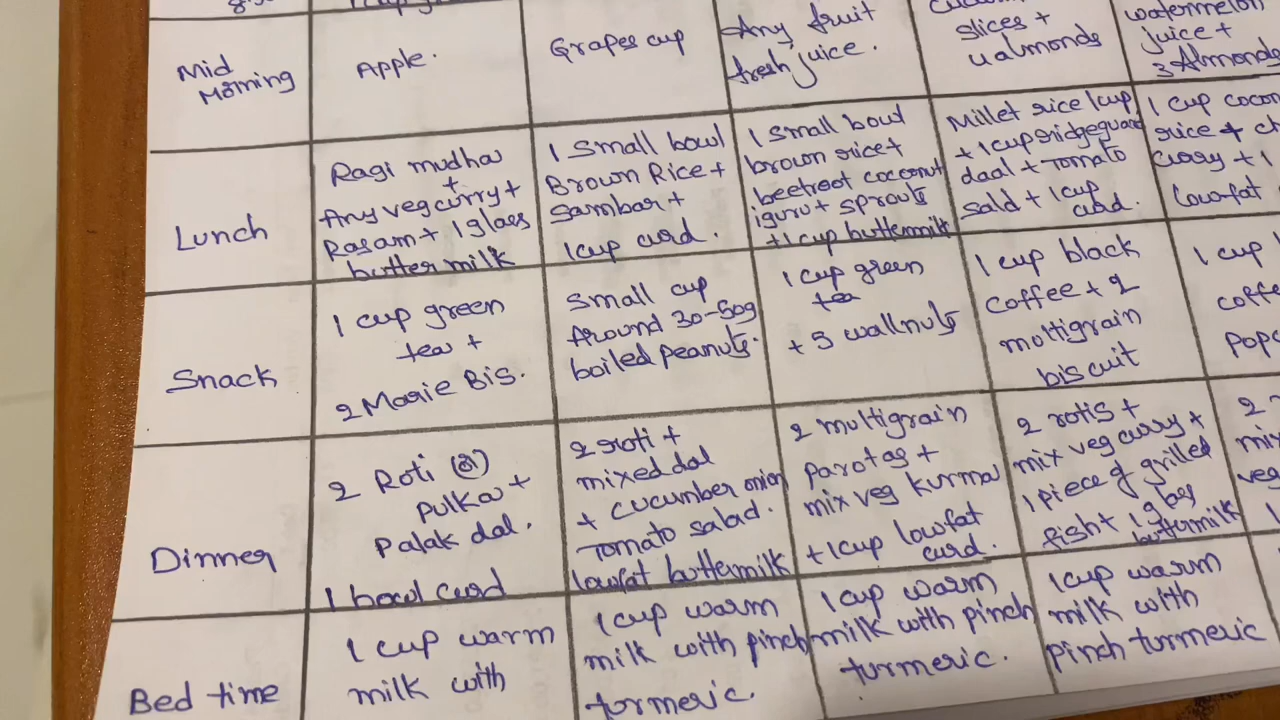 Mid
Morning
Apple.
Grapes cup
Any fruit
fresh juice.
slices +
4 almonds
watermelon
juice +
3 Almonds
Lunch
Ragi mudha
+
Any veg curry +
Rasam + 1 glass
butter milk
1 Small bowl
Brown Rice +
Sambar +
1 cup curd.
1 Small bowl
brown rice +
beetroot coconut
iguru + sprouts
+ 1 cup buttermilk
Millet rice 1 cup
+ 1 cup ridgeguard
daal + Tomato
sald + 1 cup
curd.
1 cup
rice +
curry + 1
lowfat
Snack
1 cup green
tea +
2 Marie Bis.
Small cup
Around 30-50g
boiled peanuts.
1 cup green
tea
+ 3 wallnuts
1 cup black
coffee + 2
multigrain
biscuit
1 cup
Dinner
2 Roti (or)
Pulka +
Palak dal.
1 bowl curd
2 roti +
mixed dal
+ cucumber onion
Tomato salad.
lowfat buttermilk
2 multigrain
parotas +
mix veg kurma
+ 1 cup lowfat
curd.
2 rotis +
mix veg curry +
1 piece of grilled
fish + 1 glass
buttermilk
2
mix
veg
Bed time
1 cup warm
milk with
1 cup warm
milk with pinch
turmeric.
1 cup warm
milk with pinch
turmeric.
1 cup warm
milk with
pinch turmeric